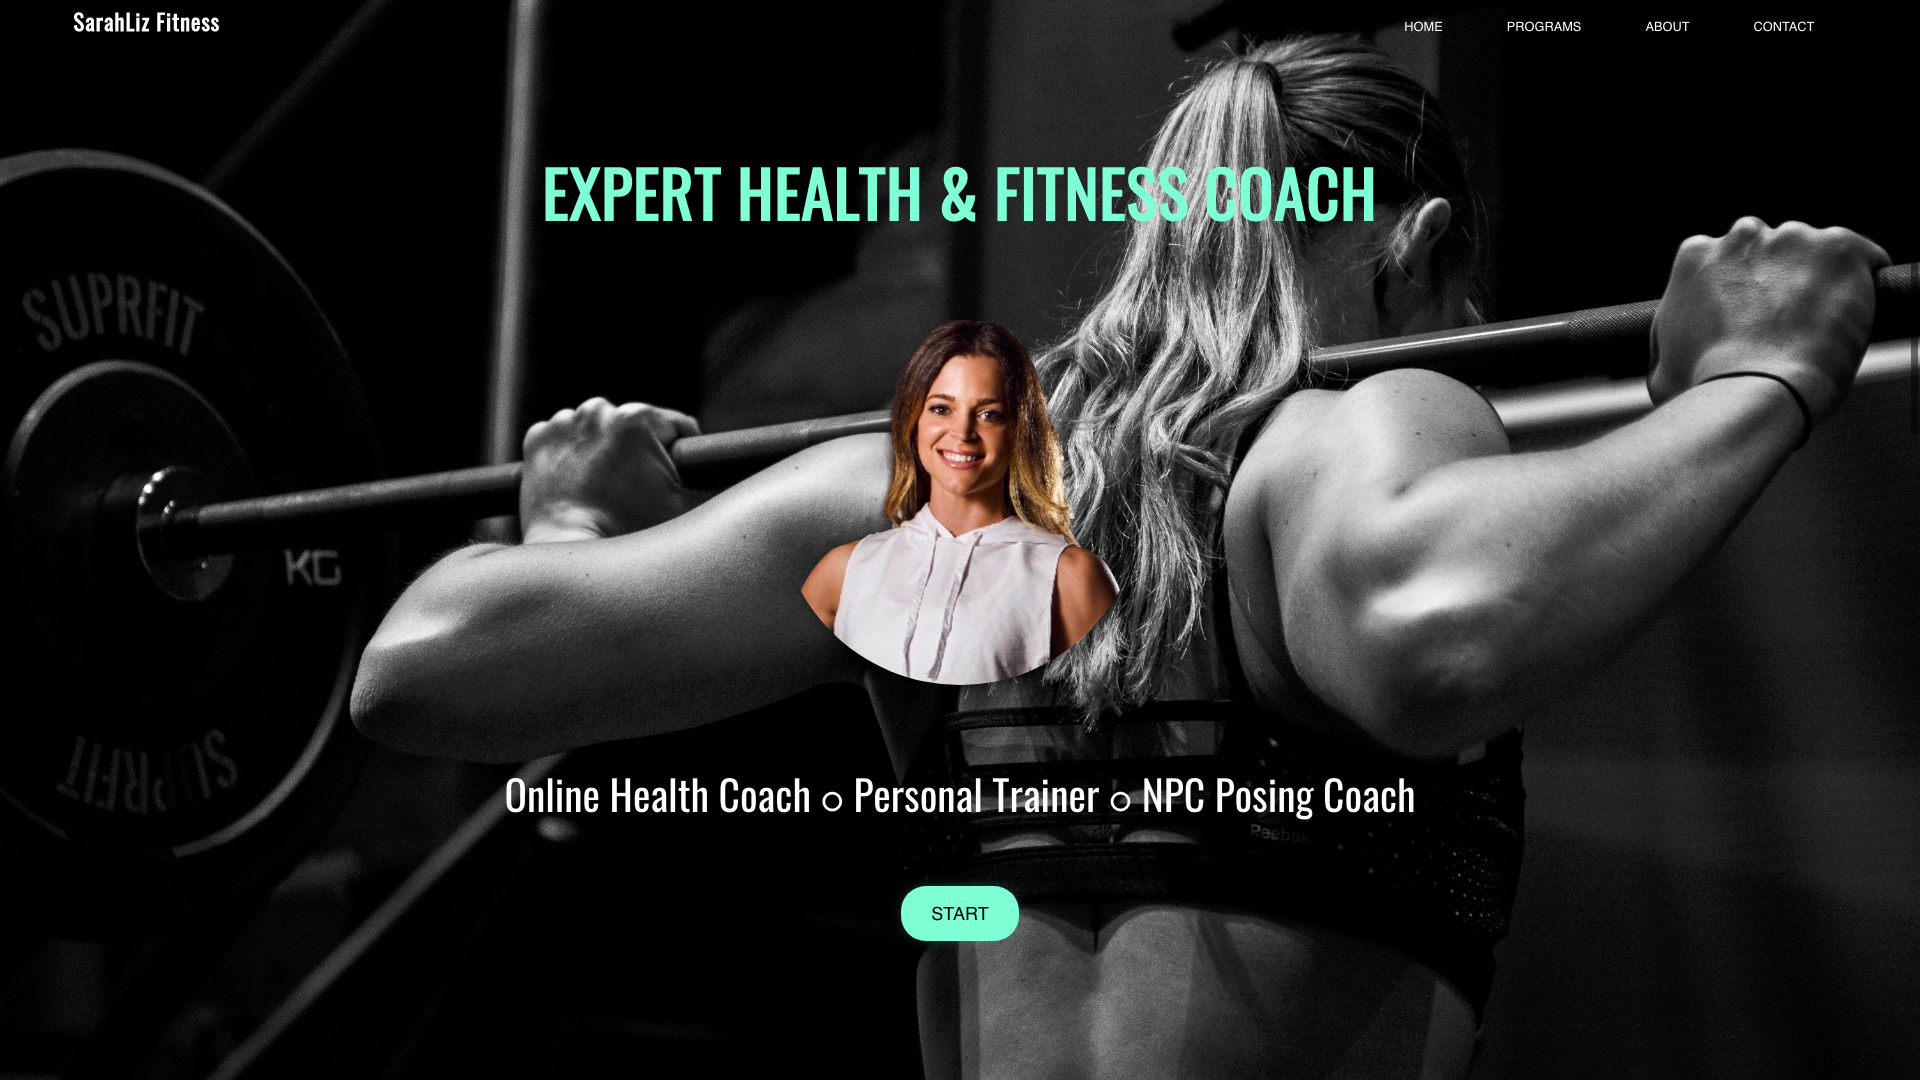 SarahLiz Fitness
HOME PROGRAMS ABOUT CONTACT
EXPERT HEALTH & FITNESS COACH
SUPRFIT
KG
SUPRFIT
Online Health Coach ○ Personal Trainer ○ NPC Posing Coach
Reebok
START